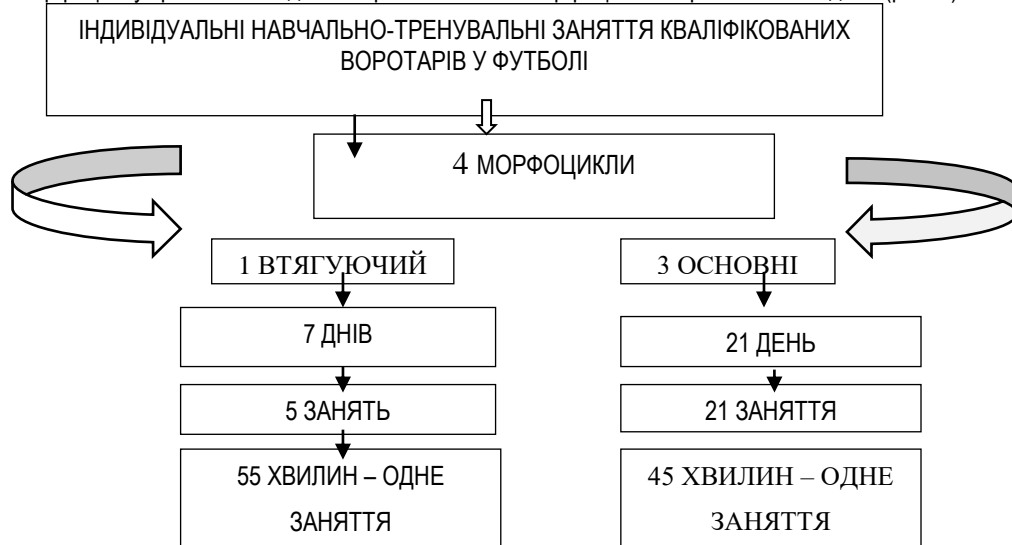 ІНДИВІДУАЛЬНІ НАВЧАЛЬНО-ТРЕНУВАЛЬНІ ЗАНЯТТЯ КВАЛІФІКОВАНИХ
ВОРОТАРІВ У ФУТБОЛІ
4 МОРФОЦИКЛИ
1 ВТЯГУЮЧИЙ
3 ОСНОВНІ
7 ДНІВ
21 ДЕНЬ
5 ЗАНЯТЬ
21 ЗАНЯТТЯ
55 ХВИЛИН – ОДНЕ
ЗАНЯТТЯ
45 ХВИЛИН – ОДНЕ
ЗАНЯТТЯ